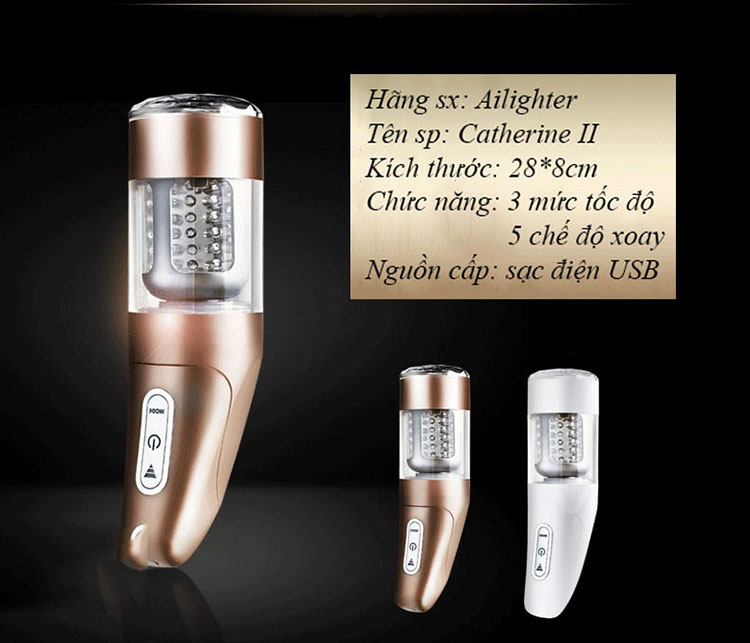 Hãng sx: Ailighter
Tên sp: Catherine II
Kích thước: 28*8cm
Chức năng: 3 mức tốc độ
5 chế độ xoay
Nguồn cấp: sạc điện USB